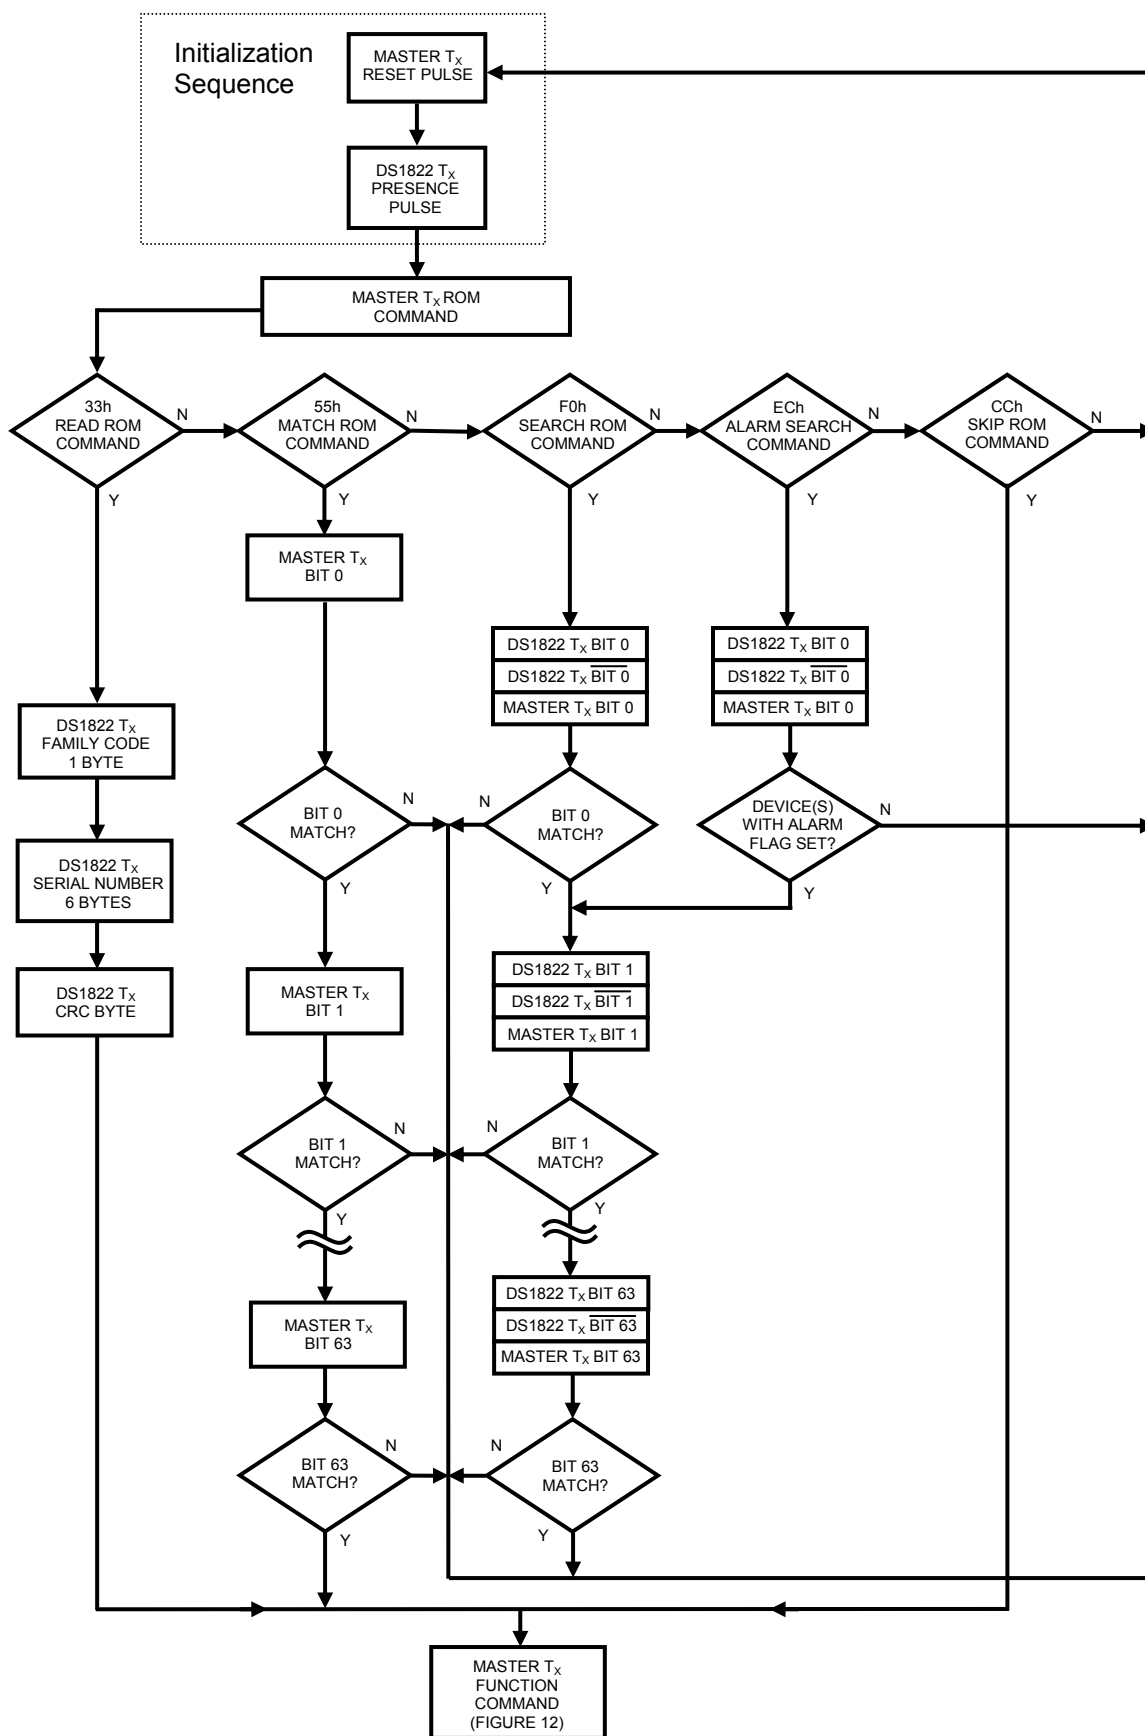 Initialization
Sequence
MASTER TX
RESET PULSE
DS1822 TX
PRESENCE
PULSE
MASTER TX ROM
COMMAND
33h
READ ROM
COMMAND
N
Y
55h
MATCH ROM
COMMAND
N
Y
F0h
SEARCH ROM
COMMAND
N
Y
ECh
ALARM SEARCH
COMMAND
N
Y
CCh
SKIP ROM
COMMAND
N
Y
MASTER TX
BIT 0
DS1822 TX BIT 0
DS1822 TX BIT 0
MASTER TX BIT 0
DS1822 TX BIT 0
DS1822 TX BIT 0
MASTER TX BIT 0
DS1822 TX
FAMILY CODE
1 BYTE
DS1822 TX
SERIAL NUMBER
6 BYTES
DS1822 TX
CRC BYTE
BIT 0
MATCH?
N
Y
BIT 0
MATCH?
N
Y
DEVICE(S)
WITH ALARM
FLAG SET?
N
Y
MASTER TX
BIT 1
DS1822 TX BIT 1
DS1822 TX BIT 1
MASTER TX BIT 1
BIT 1
MATCH?
N
Y
BIT 1
MATCH?
N
Y
MASTER TX
BIT 63
DS1822 TX BIT 63
DS1822 TX BIT 63
MASTER TX BIT 63
BIT 63
MATCH?
N
Y
BIT 63
MATCH?
N
Y
MASTER TX
FUNCTION
COMMAND
(FIGURE 12)